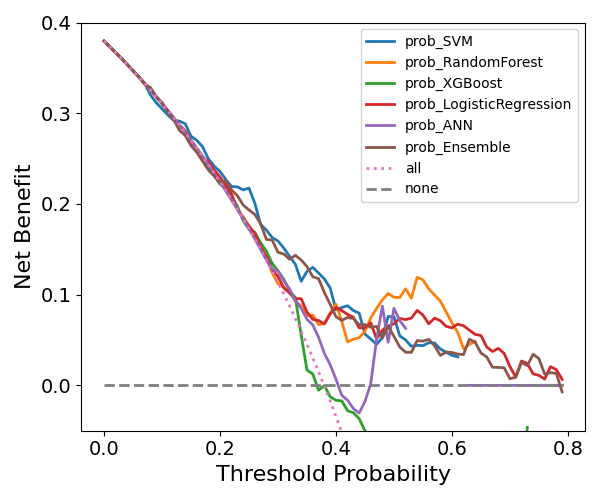 0.4
0.3
0.2
0.1
0.0
Net Benefit
prob_SVM
prob_RandomForest
prob_XGBoost
prob_LogisticRegression
prob_ANN
prob_Ensemble
all
none
0.0 0.2 0.4 0.6 0.8
Threshold Probability